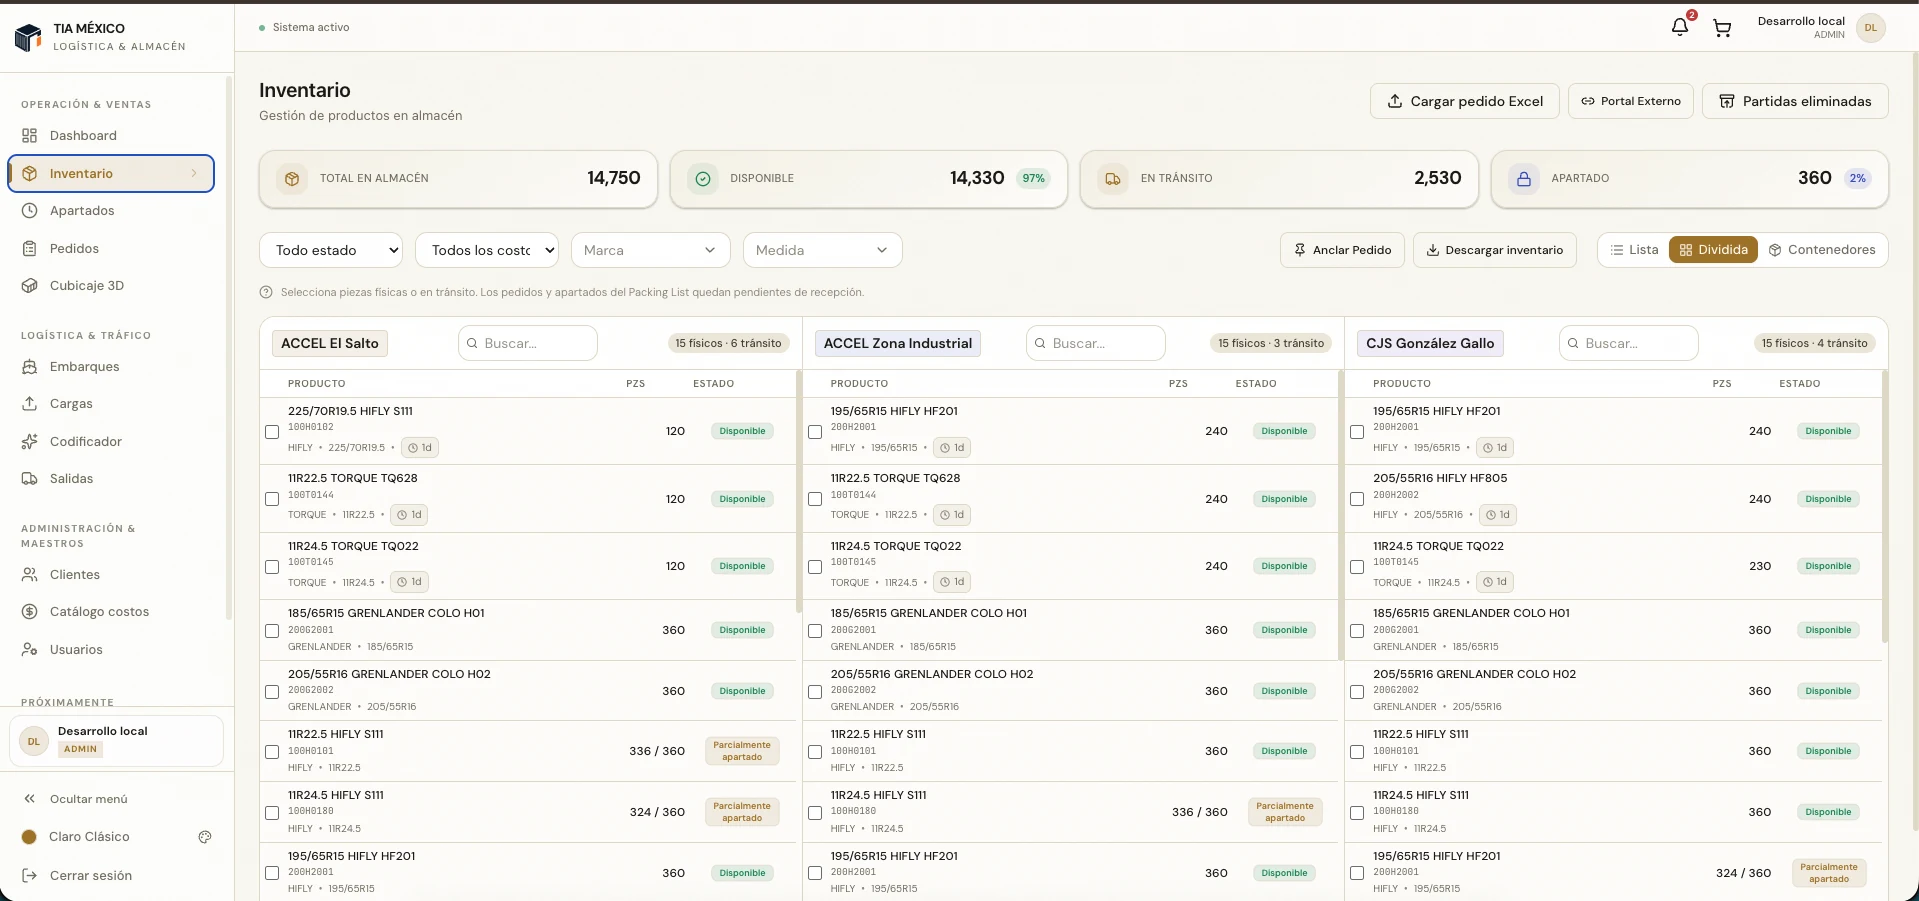 TIA MÉXICO
LOGÍSTICA & ALMACÉN
OPERACIÓN & VENTAS
Dashboard
Inventario
Apartados
Pedidos
Cubicaje 3D
LOGÍSTICA & TRÁFICO
Embarques
Cargas
Codificador
Salidas
ADMINISTRACIÓN &
MAESTROS
Clientes
Catálogo costos
Usuarios
PRÓXIMAMENTE
DL
Desarrollo local
ADMIN
Ocultar menú
Claro Clásico
Cerrar sesión
Sistema activo
2
Desarrollo local
ADMIN
DL
Inventario
Gestión de productos en almacén
Cargar pedido Excel
Portal Externo
Partidas eliminadas
TOTAL EN ALMACÉN 14,750
DISPONIBLE 14,330 97%
EN TRÁNSITO 2,530
APARTADO 360 2%
Todo estado
Todos los costc
Marca
Medida
Anclar Pedido
Descargar inventario
Lista
Dividida
Contenedores
Selecciona piezas físicas o en tránsito. Los pedidos y apartados del Packing List quedan pendientes de recepción.
ACCEL El Salto
Buscar...
15 físicos · 6 tránsito
PRODUCTO PZS ESTADO
225/70R19.5 HIFLY S111
100H0102
HIFLY • 225/70R19.5 • 1d
120
Disponible
11R22.5 TORQUE TQ628
100T0144
TORQUE • 11R22.5 • 1d
120
Disponible
11R24.5 TORQUE TQ022
100T0145
TORQUE • 11R24.5 • 1d
120
Disponible
185/65R15 GRENLANDER COLO H01
200G2001
GRENLANDER • 185/65R15
360
Disponible
205/55R16 GRENLANDER COLO H02
200G2002
GRENLANDER • 205/55R16
360
Disponible
11R22.5 HIFLY S111
100H0101
HIFLY • 11R22.5
336 / 360
Parcialmente
apartado
11R24.5 HIFLY S111
100H0180
HIFLY • 11R24.5
324 / 360
Parcialmente
apartado
195/65R15 HIFLY HF201
200H2001
HIFLY • 195/65R15
360
Disponible
ACCEL Zona Industrial
Buscar...
15 físicos · 3 tránsito
PRODUCTO PZS ESTADO
195/65R15 HIFLY HF201
200H2001
HIFLY • 195/65R15 • 1d
240
Disponible
11R22.5 TORQUE TQ628
100T0144
TORQUE • 11R22.5 • 1d
240
Disponible
11R24.5 TORQUE TQ022
100T0145
TORQUE • 11R24.5 • 1d
240
Disponible
185/65R15 GRENLANDER COLO H01
200G2001
GRENLANDER • 185/65R15
360
Disponible
205/55R16 GRENLANDER COLO H02
200G2002
GRENLANDER • 205/55R16
360
Disponible
11R22.5 HIFLY S111
100H0101
HIFLY • 11R22.5
360
Disponible
11R24.5 HIFLY S111
100H0180
HIFLY • 11R24.5
336 / 360
Parcialmente
apartado
195/65R15 HIFLY HF201
200H2001
HIFLY • 195/65R15
360
Disponible
CJS González Gallo
Buscar...
15 físicos · 4 tránsito
PRODUCTO PZS ESTADO
195/65R15 HIFLY HF201
200H2001
HIFLY • 195/65R15 • 1d
240
Disponible
205/55R16 HIFLY HF805
200H2002
HIFLY • 205/55R16 • 1d
240
Disponible
11R24.5 TORQUE TQ022
100T0145
TORQUE • 11R24.5 • 1d
230
Disponible
185/65R15 GRENLANDER COLO H01
200G2001
GRENLANDER • 185/65R15
360
Disponible
205/55R16 GRENLANDER COLO H02
200G2002
GRENLANDER • 205/55R16
360
Disponible
11R22.5 HIFLY S111
100H0101
HIFLY • 11R22.5
360
Disponible
11R24.5 HIFLY S111
100H0180
HIFLY • 11R24.5
360
Disponible
195/65R15 HIFLY HF201
200H2001
HIFLY • 195/65R15
324 / 360
Parcialmente
apartado